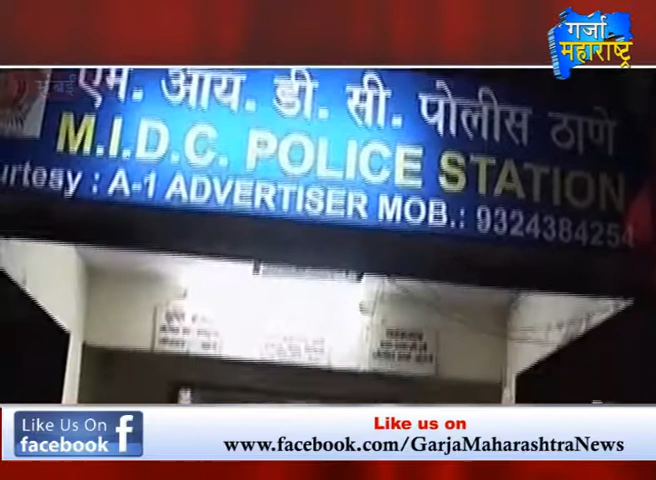 गर्जा
महाराष्ट्र
मुंबई
एम. आय. डी. सी. पोलीस ठाणे
M.I.D.C. POLICE STATION
urtesy : A-1 ADVERTISER MOB.: 9324384254
Like Us On
facebook
f
Like us on
www.facebook.com/GarjaMaharashtraNews